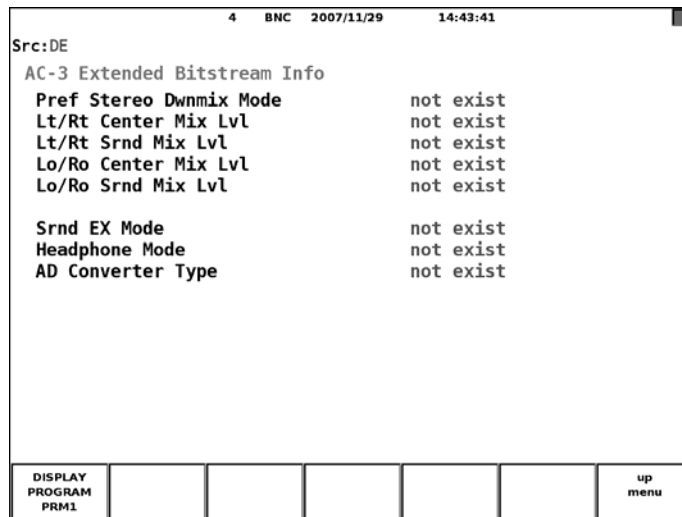 4 BNC 2007/11/29 14:43:41
Src:DE
AC-3 Extended Bitstream Info
Pref Stereo Dwnmix Mode not exist
Lt/Rt Center Mix Lvl not exist
Lt/Rt Srnd Mix Lvl not exist
Lo/Ro Center Mix Lvl not exist
Lo/Ro Srnd Mix Lvl not exist
Srnd EX Mode not exist
Headphone Mode not exist
AD Converter Type not exist
DISPLAY
PROGRAM
PRM1
up
menu